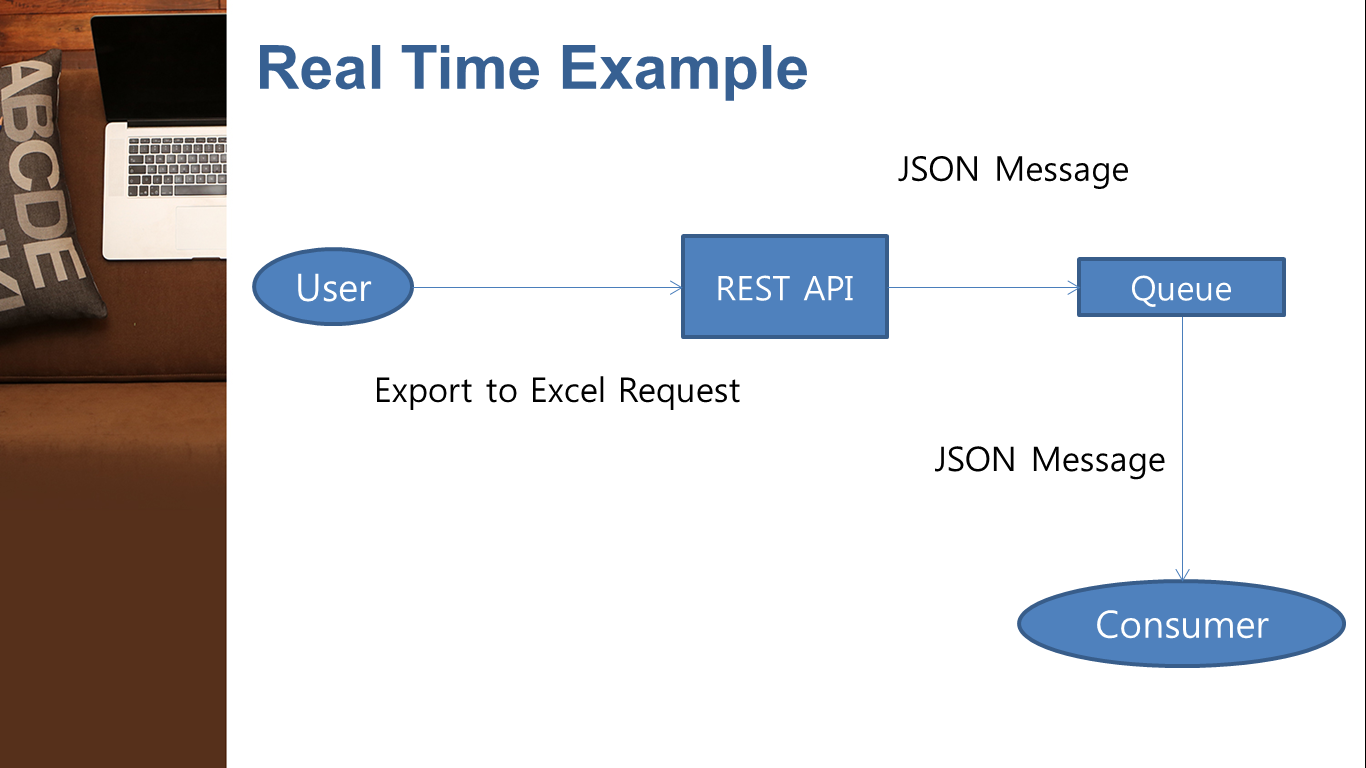 Real Time Example
JSON Message
User
REST API
Queue
Export to Excel Request
JSON Message
Consumer
ABCDE